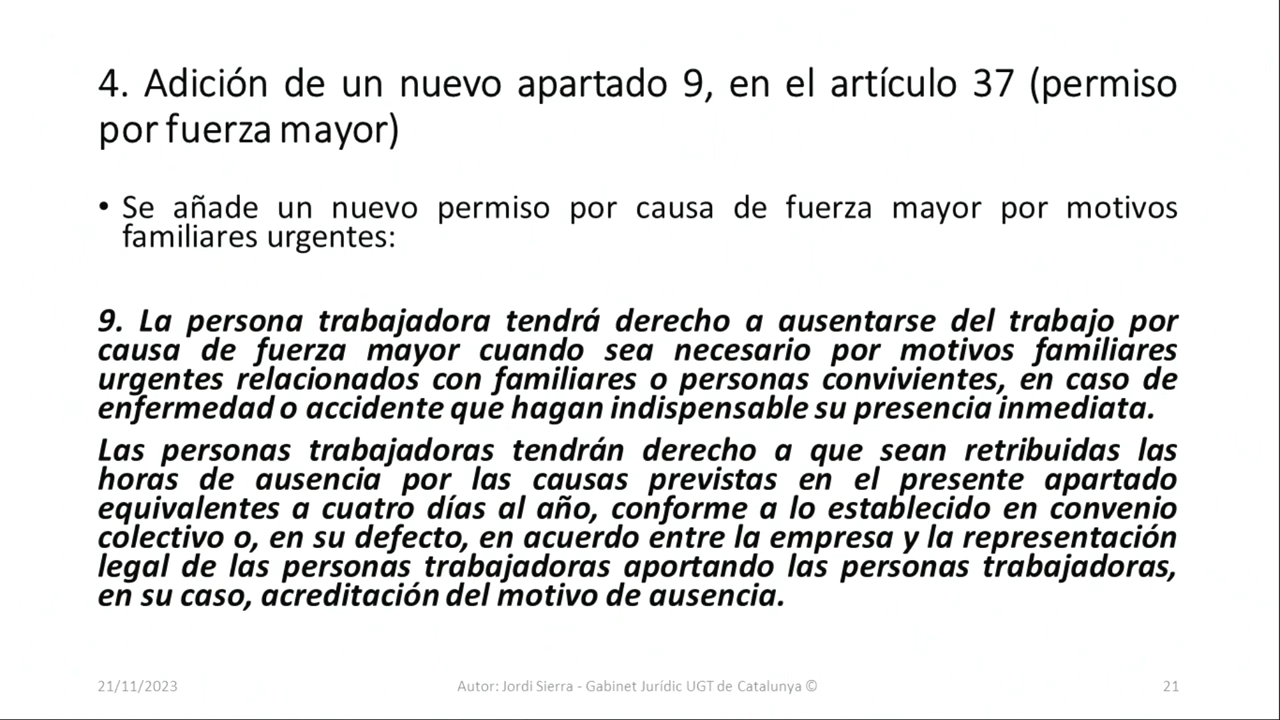 4. Adición de un nuevo apartado 9, en el artículo 37 (permiso
por fuerza mayor)
• Se añade un nuevo permiso por causa de fuerza mayor por motivos
familiares urgentes:
9. La persona trabajadora tendrá derecho a ausentarse del trabajo por
causa de fuerza mayor cuando sea necesario por motivos familiares
urgentes relacionados con familiares o personas convivientes, en caso de
enfermedad o accidente que hagan indispensable su presencia inmediata.
Las personas trabajadoras tendrán derecho a que sean retribuidas las
horas de ausencia por las causas previstas en el presente apartado
equivalentes a cuatro días al año, conforme a lo establecido en convenio
colectivo o, en su defecto, en acuerdo entre la empresa y la representación
legal de las personas trabajadoras aportando las personas trabajadoras,
en su caso, acreditación del motivo de ausencia.
21/11/2023 Autor: Jordi Sierra - Gabinet Jurídic UGT de Catalunya © 21